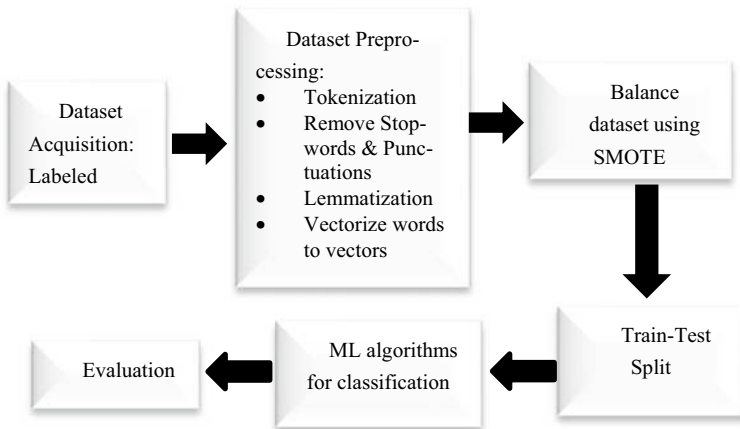 Dataset
Acquisition:
Labeled
Dataset Prepro-
cessing:
• Tokenization
• Remove Stop-
words & Punc-
tuations
• Lemmatization
• Vectorize words
to vectors
Balance
dataset using
SMOTE
Train-Test
Split
ML algorithms
for classification
Evaluation